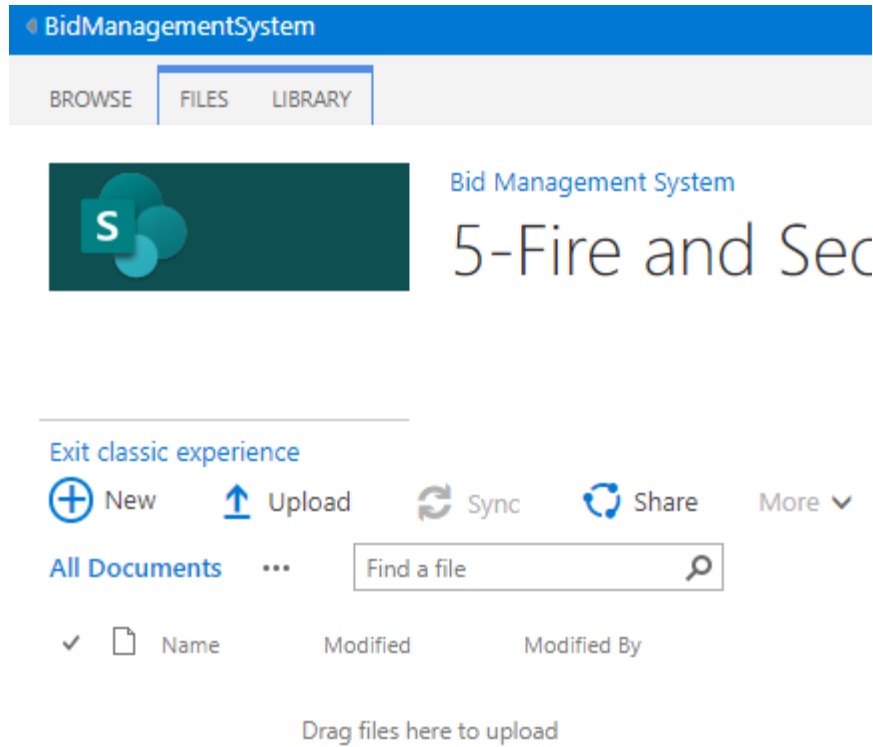 BidManagementSystem
BROWSE FILES LIBRARY
S
Bid Management System
5-Fire and Sec
Exit classic experience
New Upload Sync Share More
All Documents ••• Find a file
Name Modified Modified By
Drag files here to upload